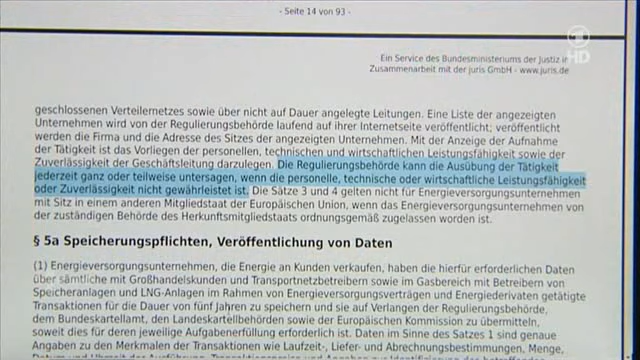 - Seite 14 von 93 -
Ein Service des Bundesministeriums der Justiz in
Zusammenarbeit mit der juris GmbH - www.juris.de
ARD HD
geschlossenen Verteilernetzes sowie über nicht auf Dauer angelegte Leitungen. Eine Liste der angezeigten
Unternehmen wird von der Regulierungsbehörde laufend auf ihrer Internetseite veröffentlicht; veröffentlicht
werden die Firma und die Adresse des Sitzes der angezeigten Unternehmen. Mit der Anzeige der Aufnahme
der Tätigkeit ist das Vorliegen der personellen, technischen und wirtschaftlichen Leistungsfähigkeit sowie der
Zuverlässigkeit der Geschäftsleitung darzulegen. Die Regulierungsbehörde kann die Ausübung der Tätigkeit
jederzeit ganz oder teilweise untersagen, wenn die personelle, technische oder wirtschaftliche Leistungsfähigkeit
oder Zuverlässigkeit nicht gewährleistet ist. Die Sätze 3 und 4 gelten nicht für Energieversorgungsunternehmen
mit Sitz in einem anderen Mitgliedstaat der Europäischen Union, wenn das Energieversorgungsunternehmen von
der zuständigen Behörde des Herkunftsmitgliedstaats ordnungsgemäß zugelassen worden ist.
§ 5a Speicherungspflichten, Veröffentlichung von Daten
(1) Energieversorgungsunternehmen, die Energie an Kunden verkaufen, haben die hierfür erforderlichen Daten
über sämtliche mit Großhandelskunden und Transportnetzbetreibern sowie im Gasbereich mit Betreibern von
Speicheranlagen und LNG-Anlagen im Rahmen von Energieversorgungsverträgen und Energiederivaten getätigte
Transaktionen für die Dauer von fünf Jahren zu speichern und sie auf Verlangen der Regulierungsbehörde,
dem Bundeskartellamt, den Landeskartellbehörden sowie der Europäischen Kommission zu übermitteln,
soweit dies für deren jeweilige Aufgabenerfüllung erforderlich ist. Daten im Sinne des Satzes 1 sind genaue
Angaben zu den Merkmalen der Transaktionen wie Laufzeit-, Liefer- und Abrechnungsbestimmungen, Menge,